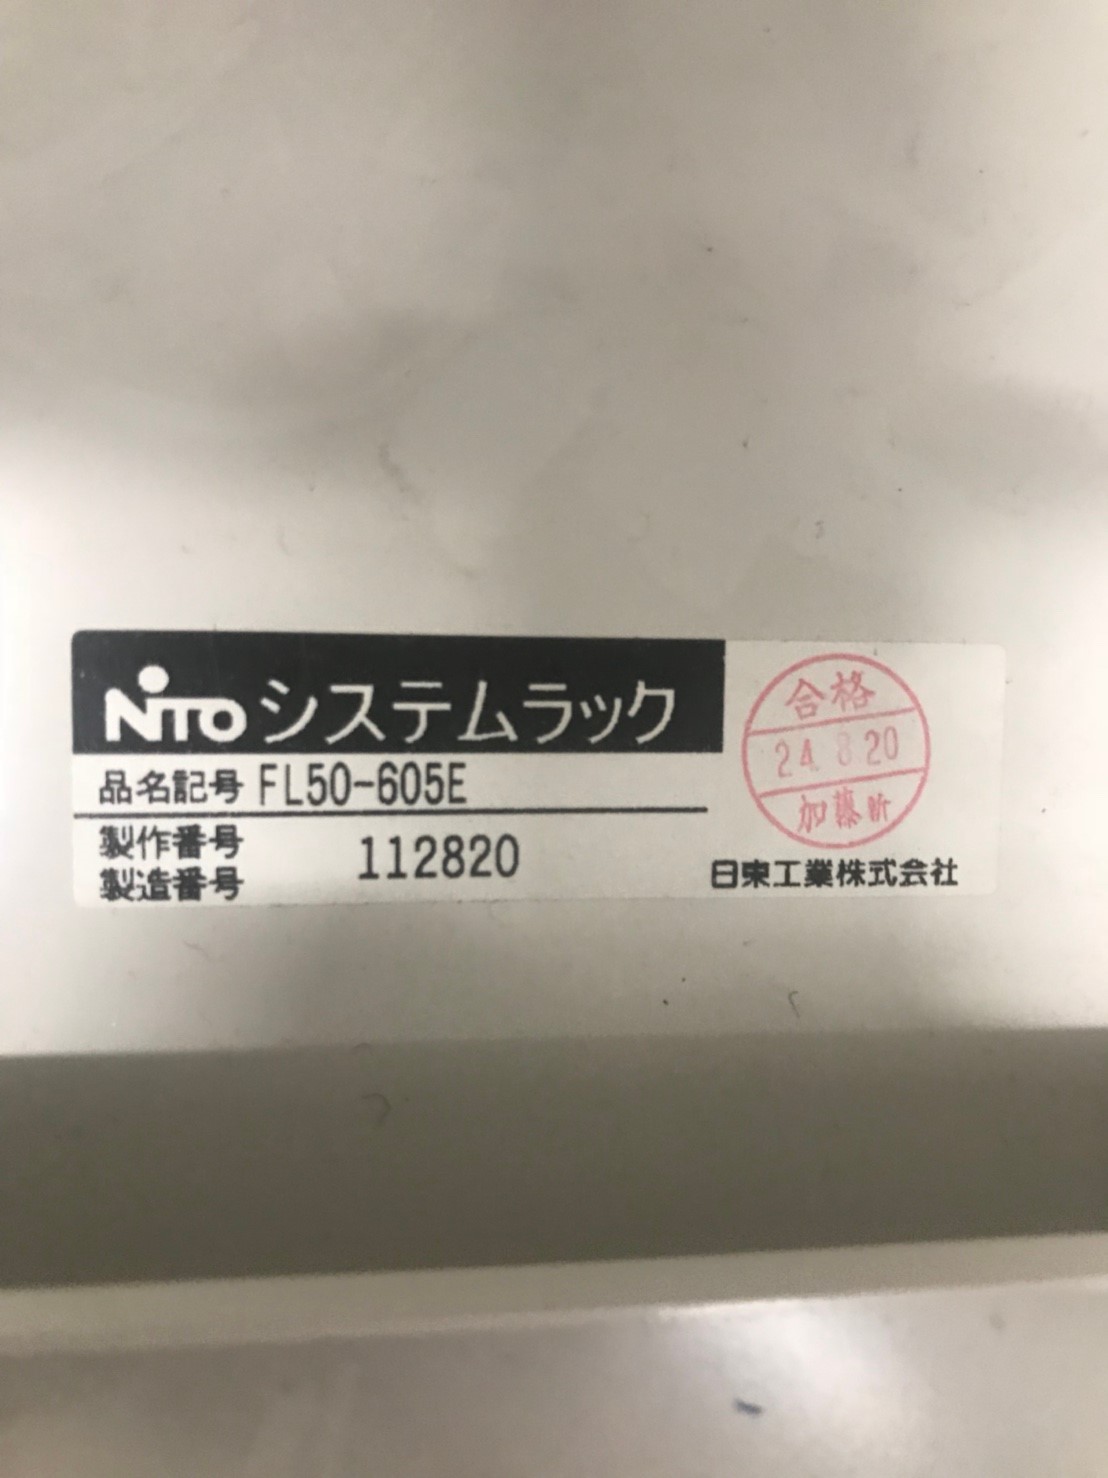 NITO システムラック
品名記号 FL50-605E
製作番号
製造番号 112820
合格
24. 8.20
加藤
日東工業株式会社